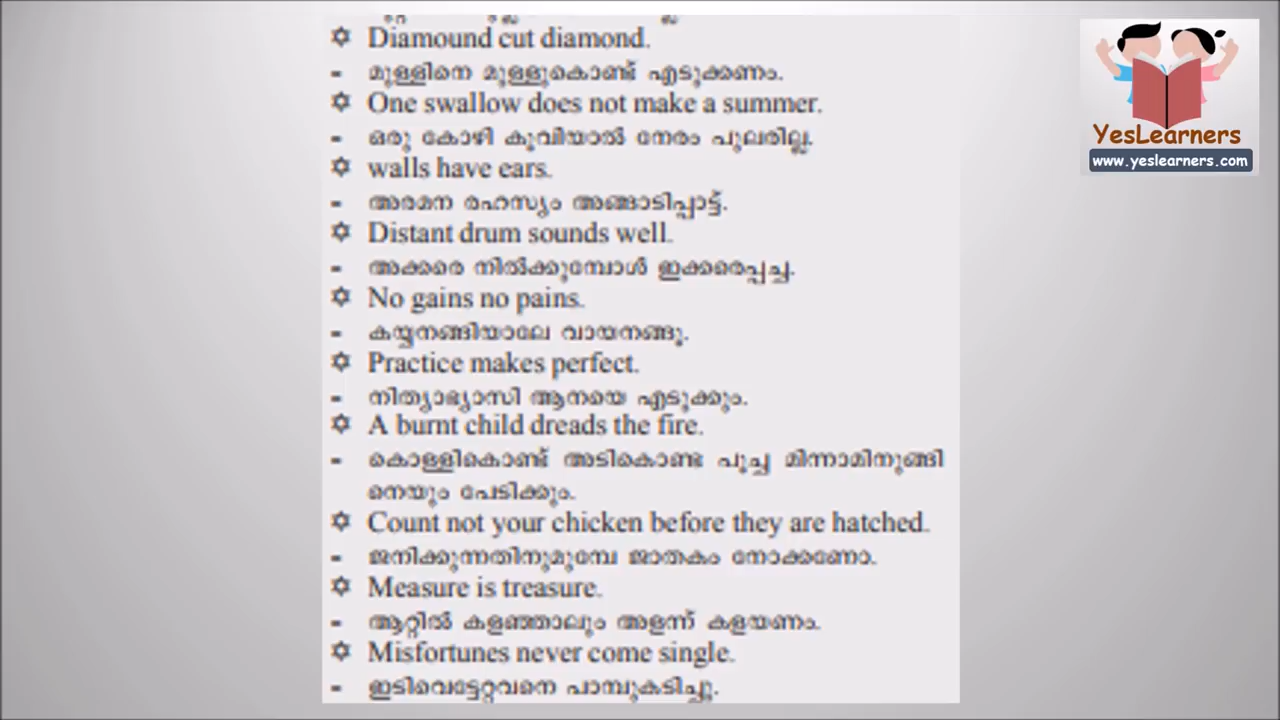 Diamound cut diamond.
- മുള്ളിനെ മുള്ളുകൊണ്ട് എടുക്കണം.
One swallow does not make a summer.
- ഒരു കോഴി കൂവിയാൽ നേരം പുലരില്ല.
walls have ears.
- അരമന രഹസ്യം അങ്ങാടിപ്പാട്ട്.
Distant drum sounds well.
- അക്കരെ നിൽക്കുമ്പോൾ ഇക്കരെപ്പച്ച.
No gains no pains.
- കയ്യനങ്ങിയാലേ വായനങ്ങൂ.
Practice makes perfect.
- നിത്യാഭ്യാസി ആനയെ എടുക്കും.
A burnt child dreads the fire.
- കൊള്ളികൊണ്ട് അടികൊണ്ട പൂച്ച മിന്നാമിനുങ്ങി
നെയും പേടിക്കും.
Count not your chicken before they are hatched.
- ജനിക്കുന്നതിനുമുമ്പേ ജാതകം നോക്കണോ.
Measure is treasure.
- ആറ്റിൽ കളഞ്ഞാലും അളന്ന് കളയണം.
Misfortunes never come single.
- ഇടിവെട്ടേറ്റവനെ പാമ്പുകടിച്ചു.
YesLearners
www.yeslearners.com